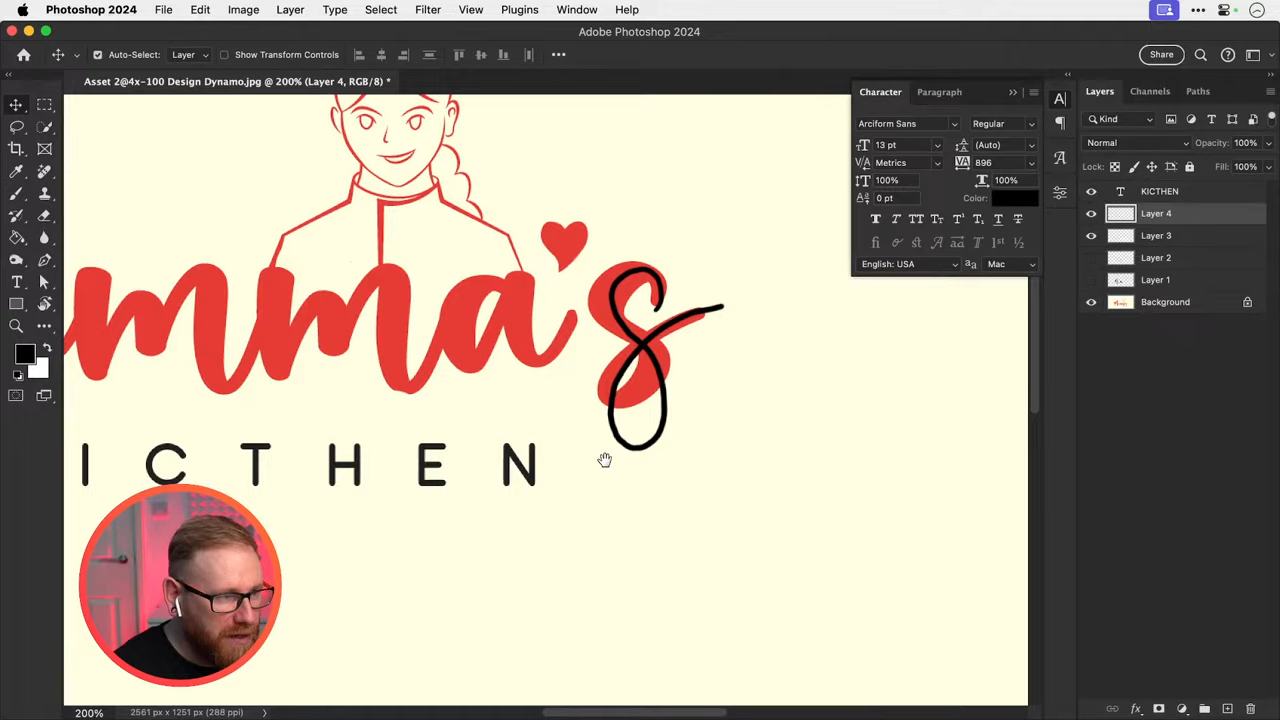 Photoshop 2024 File Edit Image Layer Type Select Filter View Plugins Window Help
Adobe Photoshop 2024
Auto-Select: Layer Show Transform Controls Share
Asset 2@4x-100 Design Dynamo.jpg @ 200% (Layer 4, RGB/8) *
Character Paragraph
Layers Channels Paths
Arciform Sans Regular
Kind
13 pt (Auto)
Normal Opacity: 100%
Metrics 896
Lock: Fill: 100%
100% 100%
0 pt Color:
English: USA Mac
KICTHEN
Layer 4
Layer 3
Layer 2
Layer 1
Background
mma's
ICTHEN
200% 2561 px x 1251 px (288 ppi)